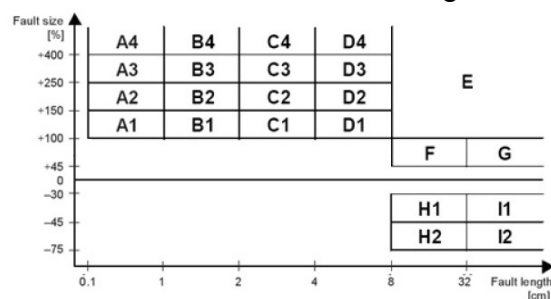 Fault size
[%]
A4 B4 C4 D4
+400
A3 B3 C3 D3
E
+250
A2 B2 C2 D2
+150
A1 B1 C1 D1
+100
F G
+45
0
−30
H1 I1
−45
H2 I2
−75
0.1 1 2 4 8 32 Fault length
[cm]